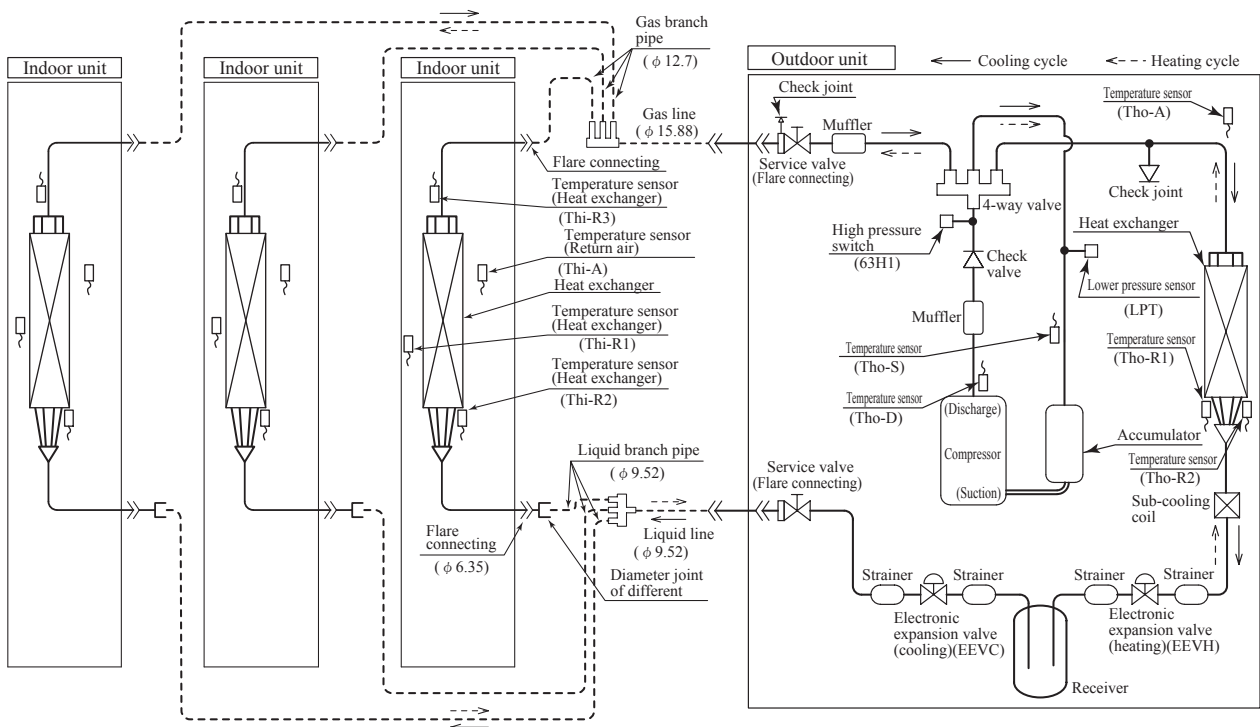 Indoor unit
Indoor unit
Indoor unit
Gas branch
pipe
( φ 12.7)
Gas line
( φ 15.88)
Flare connecting
Temperature sensor
(Heat exchanger)
(Thi-R3)
Temperature sensor
(Return air)
(Thi-A)
Heat exchanger
Temperature sensor
(Heat exchanger)
(Thi-R1)
Temperature sensor
(Heat exchanger)
(Thi-R2)
Liquid branch pipe
( φ 9.52)
Liquid line
( φ 9.52)
Flare
connecting
( φ 6.35)
Diameter joint
of different
Outdoor unit
Cooling cycle
Heating cycle
Check joint
Muffler
Service valve
(Flare connecting)
4-way valve
High pressure
switch
(63H1)
Check
valve
Muffler
Temperature sensor
(Tho-S)
Temperature sensor
(Tho-D)
(Discharge)
Compressor
(Suction)
Temperature sensor
(Tho-A)
Check joint
Heat exchanger
Lower pressure sensor
(LPT)
Temperature sensor
(Tho-R1)
Accumulator
Temperature sensor
(Tho-R2)
Sub-cooling
coil
Service valve
(Flare connecting)
Strainer
Strainer
Electronic
expansion valve
(cooling)(EEVC)
Strainer
Strainer
Electronic
expansion valve
(heating)(EEVH)
Receiver